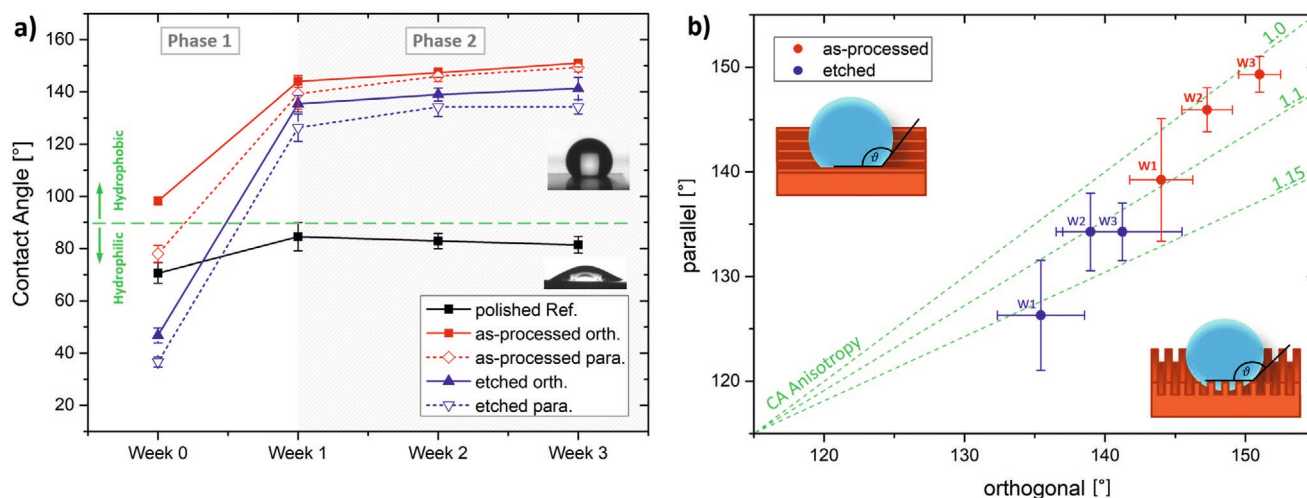 a)
Phase 1
Phase 2
160
140
120
100
80
60
40
20
Contact Angle [°]
Hydrophobic
Hydrophilic
polished Ref.
as-processed orth.
as-processed para.
etched orth.
etched para.
Week 0
Week 1
Week 2
Week 3
b)
as-processed
etched
1.0
1.1
1.15
W3
W2
W1
W2
W3
W1
ϑ
ϑ
CA Anisotropy
150
140
130
120
parallel [°]
120
130
140
150
orthogonal [°]